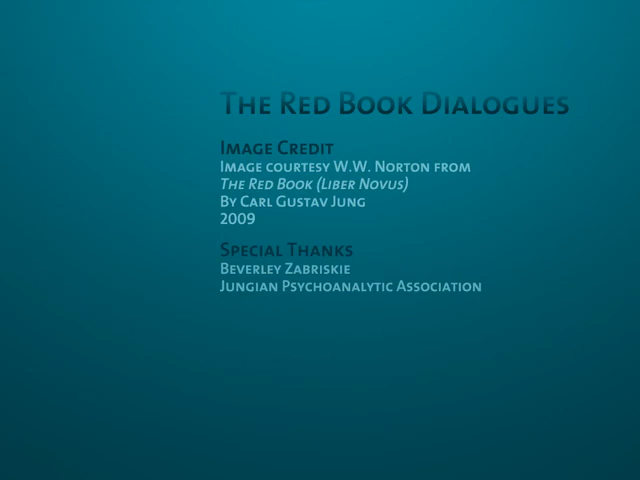 The Red Book Dialogues
Image Credit
Image courtesy W.W. Norton from
The Red Book (Liber Novus)
By Carl Gustav Jung
2009
Special Thanks
Beverley Zabriskie
Jungian Psychoanalytic Association